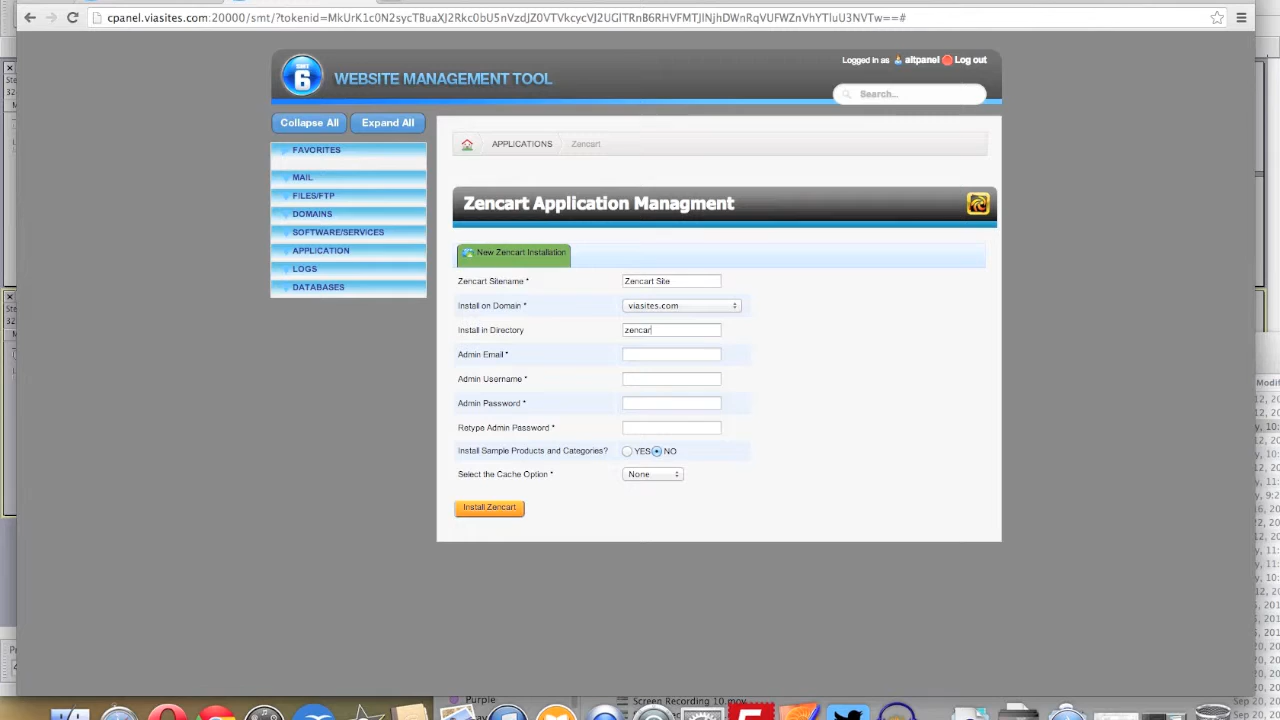 cpanel.viasites.com:20000/smt/?tokenid=MkUrK1c0N2sycTBuaXJ2Rkc0bU5nVzdJZ0VTVkcycVJ2UGlTRnB6RHVFMTJINjhDWnRqVUFWZnVhYTluU3NVTw==#
Logged in as altpanel Log out
SMT
6
WEBSITE MANAGEMENT TOOL
Search...
Collapse All
Expand All
APPLICATIONS
Zencart
FAVORITES
MAIL
FILES/FTP
DOMAINS
SOFTWARE/SERVICES
APPLICATION
LOGS
DATABASES
Zencart Application Managment
New Zencart Installation
Zencart Sitename *
Zencart Site
Install on Domain *
viasites.com
Install in Directory
zencar
Admin Email *
Admin Username *
Admin Password *
Retype Admin Password *
Install Sample Products and Categories?
YES
NO
Select the Cache Option *
None
Install Zencart
Purple
Screen Recording 10.mov